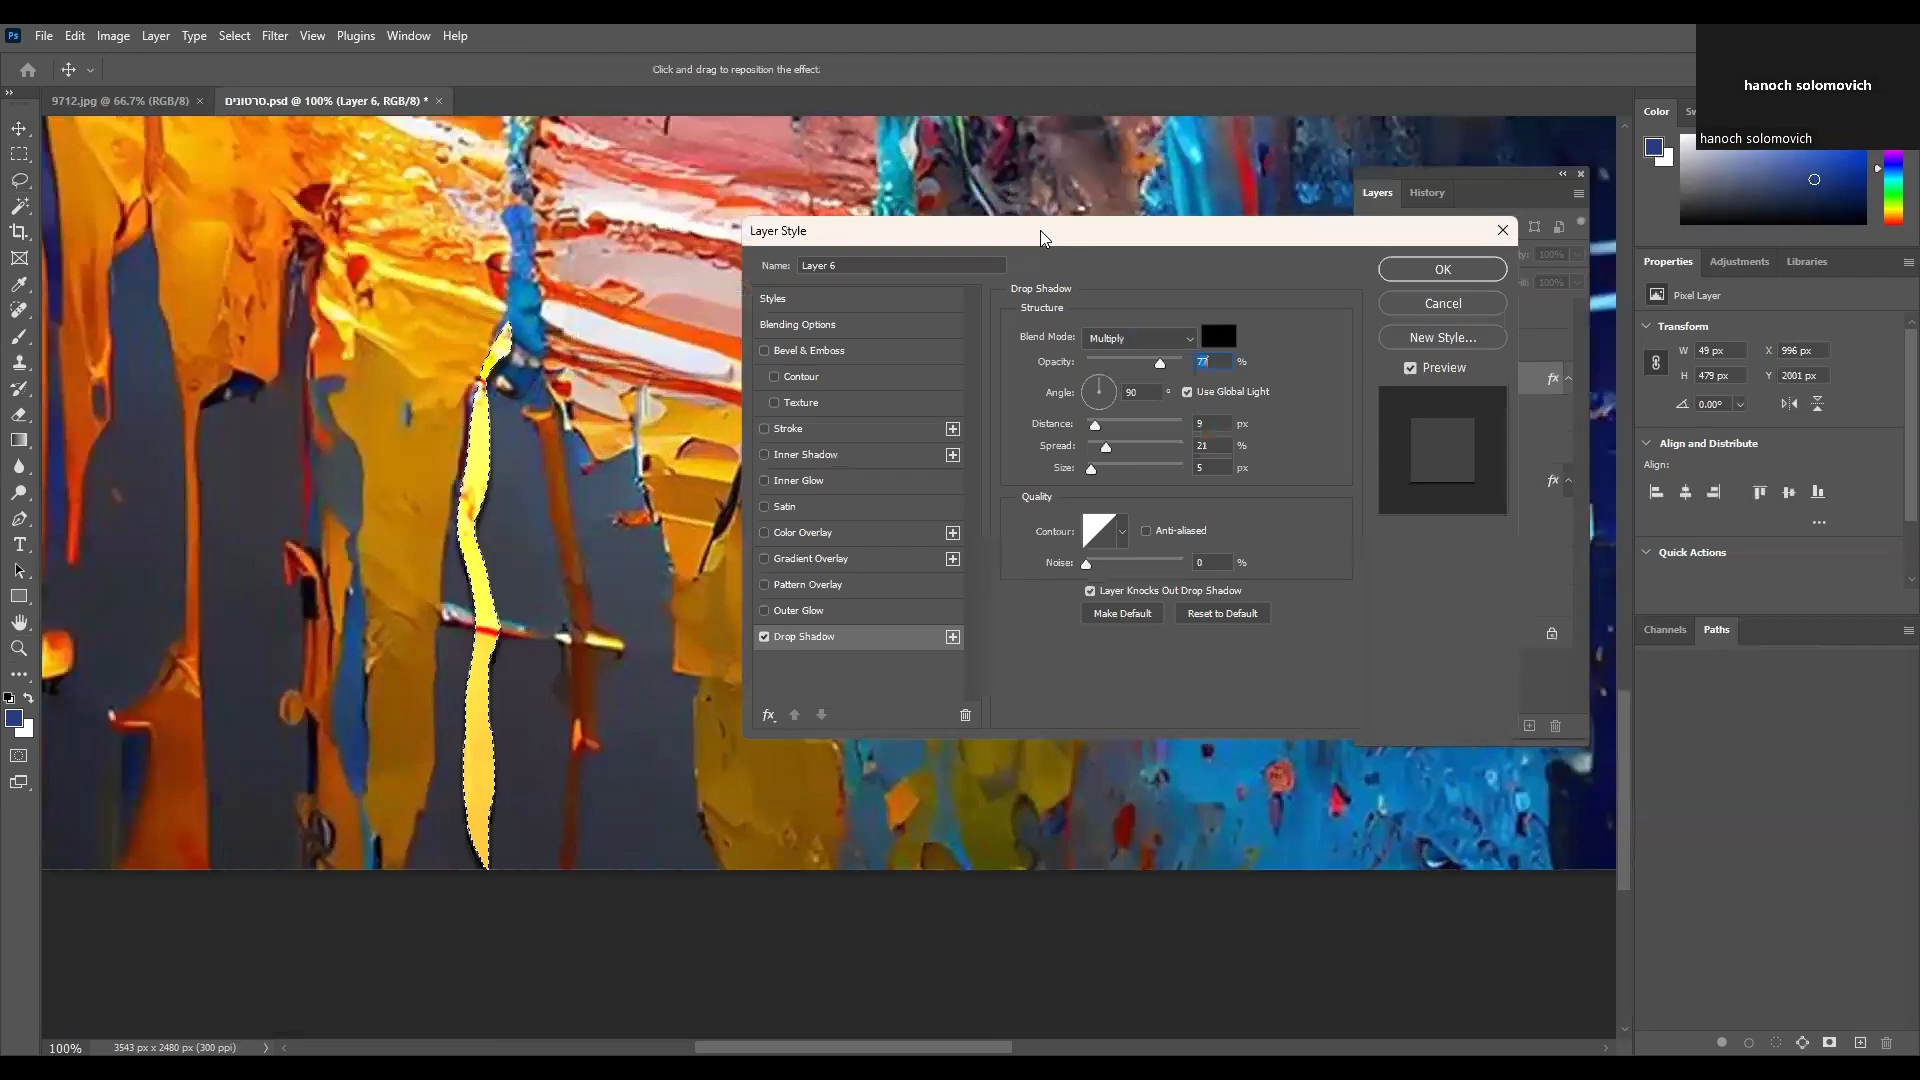 File Edit Image Layer Type Select Filter View Plugins Window Help
Click and drag to reposition the effect.
hanoch solomovich
hanoch solomovich
9712.jpg @ 66.7% (RGB/8) ×
סרטונים.psd @ 100% (Layer 6, RGB/8) * ×
Color
Layers History
Layer Style
Name: Layer 6
Styles
Blending Options
Bevel & Emboss
Contour
Texture
Stroke
Inner Shadow
Inner Glow
Satin
Color Overlay
Gradient Overlay
Pattern Overlay
Outer Glow
Drop Shadow
fx
Drop Shadow
Structure
Blend Mode: Multiply
Opacity: 77 %
Angle: 90 ° Use Global Light
Distance: 9 px
Spread: 21 %
Size: 5 px
Quality
Contour: Anti-aliased
Noise: 0 %
Layer Knocks Out Drop Shadow
Make Default Reset to Default
OK
Cancel
New Style...
Preview
100%
100%
fx
fx
Properties Adjustments Libraries
Pixel Layer
Transform
W 49 px X 996 px
H 479 px Y 2001 px
0.00°
Align and Distribute
Align:
Quick Actions
Channels Paths
100% 3543 px x 2480 px (300 ppi)